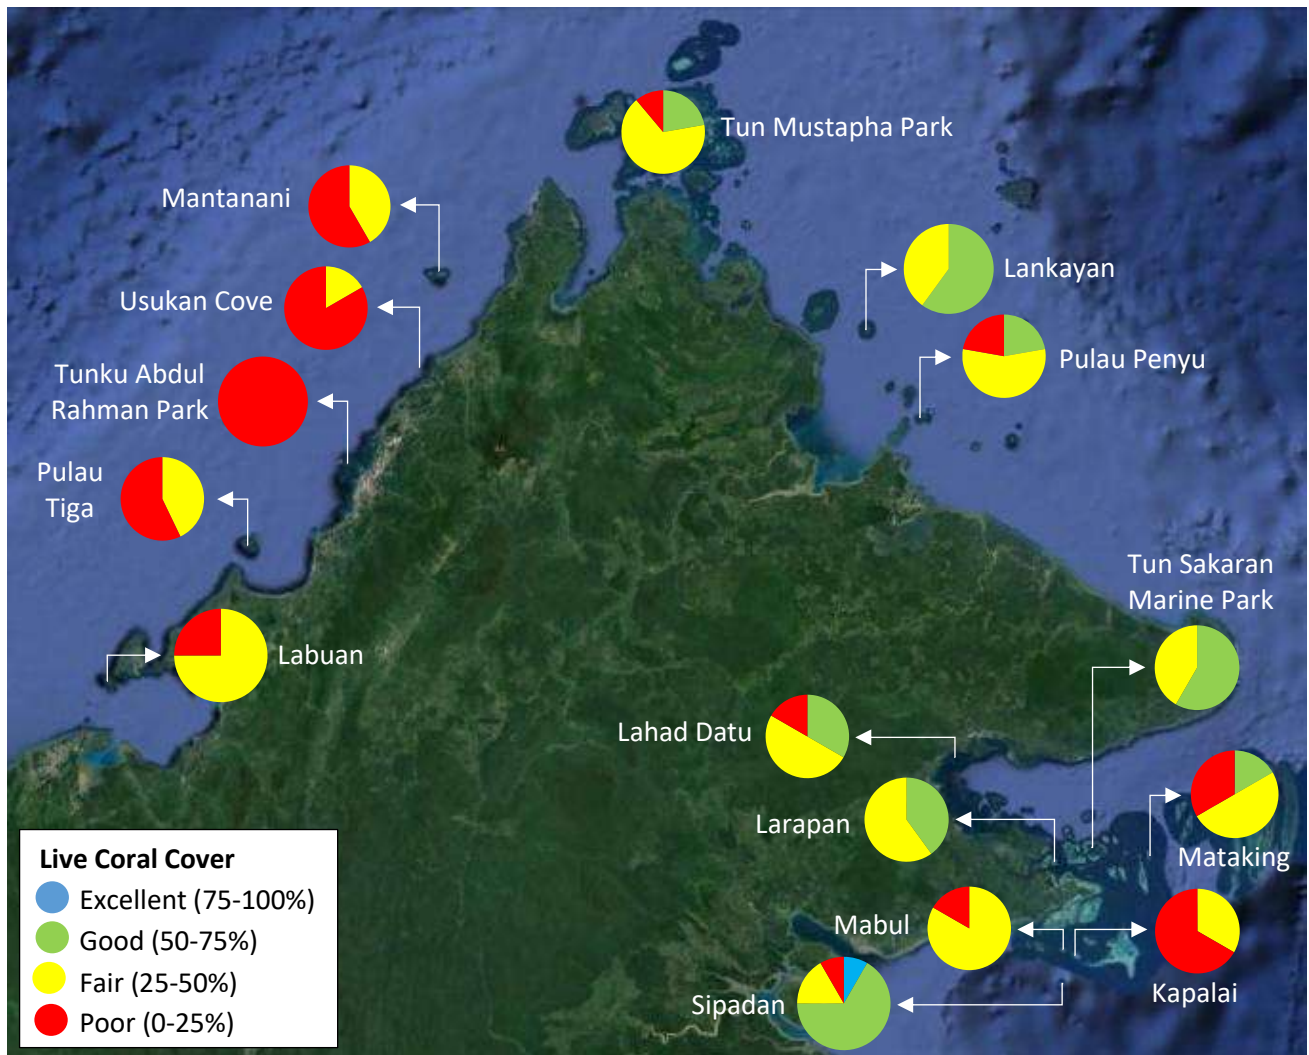 Tun Mustapha Park
Mantanani
Lankayan
Usukan Cove
Pulau Penyu
Tunku Abdul
Rahman Park
Pulau
Tiga
Tun Sakaran
Marine Park
Labuan
Lahad Datu
Larapan
Mataking
Mabul
Kapalai
Sipadan
Live Coral Cover
Excellent (75-100%)
Good (50-75%)
Fair (25-50%)
Poor (0-25%)